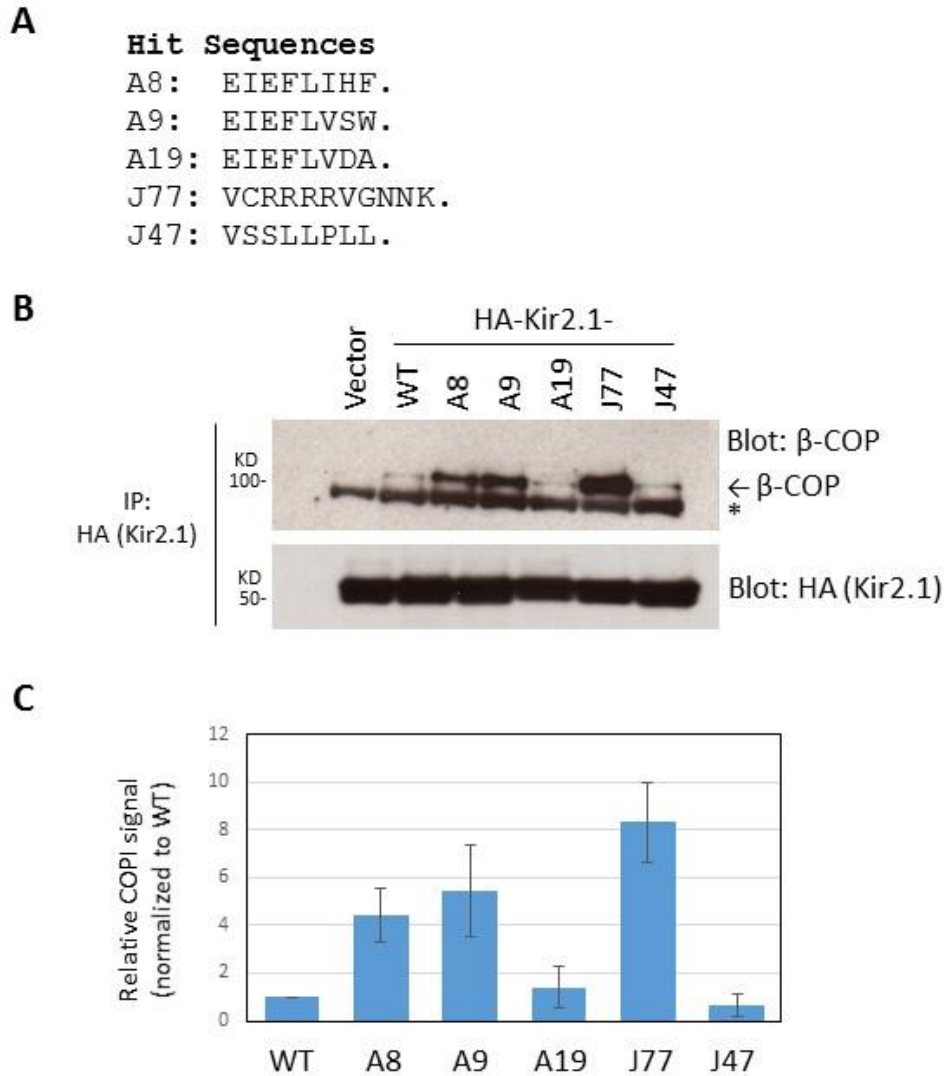 A
Hit Sequences
A8: EIEFLIHF.
A9: EIEFLVSW.
A19: EIEFLVDA.
J77: VCRRRRVGNNK.
J47: VSSLLPLL.
B
HA-Kir2.1-
Vector WT A8 A9 A19 J77 J47
Blot: β-COP
KD
100-
← β-COP
*
IP:
HA (Kir2.1)
KD
50-
Blot: HA (Kir2.1)
C
Relative COPI signal
(normalized to WT)
12
10
8
6
4
2
0
WT A8 A9 A19 J77 J47